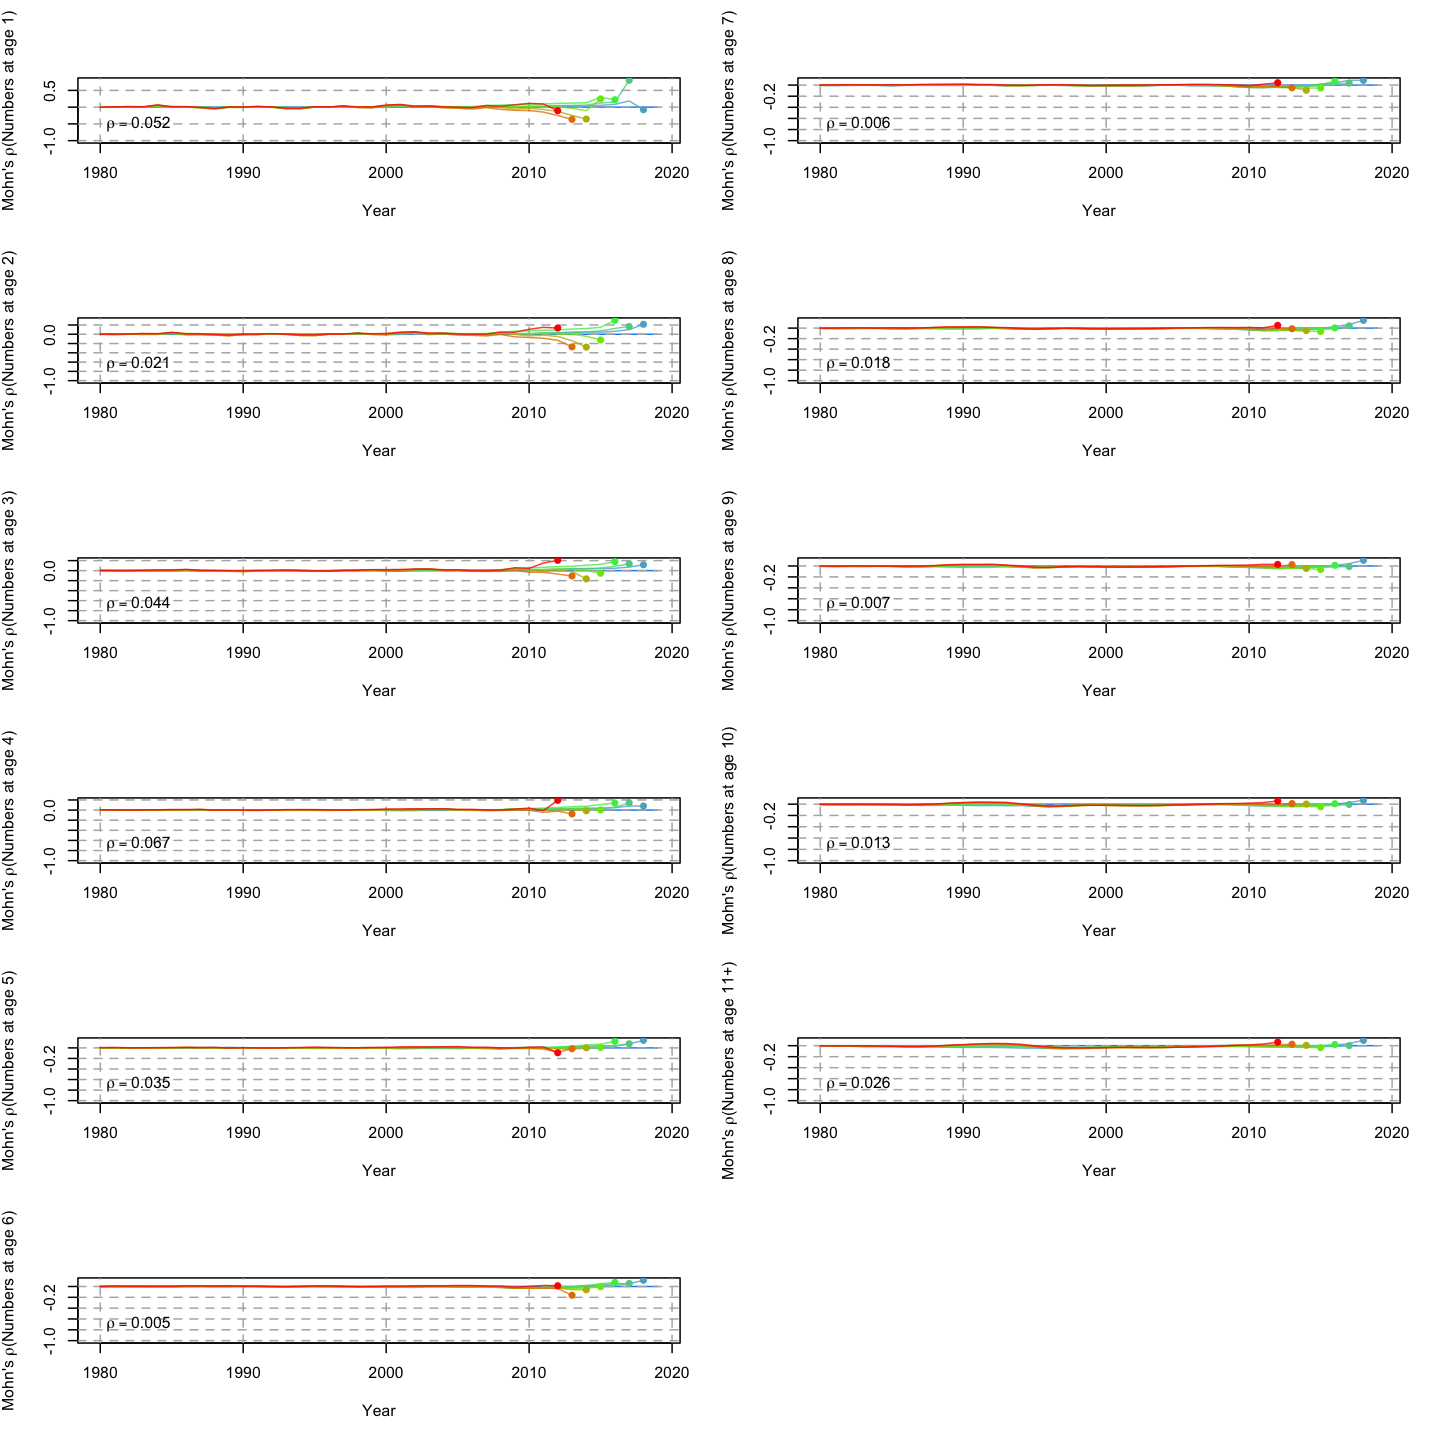 Mohn's ρ(Numbers at age 1)
0.5
-1.0
ρ = 0.052
1980 1990 2000 2010 2020
Year
Mohn's ρ(Numbers at age 2)
0.0
-1.0
ρ = 0.021
1980 1990 2000 2010 2020
Year
Mohn's ρ(Numbers at age 3)
0.0
-1.0
ρ = 0.044
1980 1990 2000 2010 2020
Year
Mohn's ρ(Numbers at age 4)
0.0
-1.0
ρ = 0.067
1980 1990 2000 2010 2020
Year
Mohn's ρ(Numbers at age 5)
-0.2
-1.0
ρ = 0.035
1980 1990 2000 2010 2020
Year
Mohn's ρ(Numbers at age 6)
-0.2
-1.0
ρ = 0.005
1980 1990 2000 2010 2020
Year
Mohn's ρ(Numbers at age 7)
-0.2
-1.0
ρ = 0.006
1980 1990 2000 2010 2020
Year
Mohn's ρ(Numbers at age 8)
-0.2
-1.0
ρ = 0.018
1980 1990 2000 2010 2020
Year
Mohn's ρ(Numbers at age 9)
-0.2
-1.0
ρ = 0.007
1980 1990 2000 2010 2020
Year
Mohn's ρ(Numbers at age 10)
-0.2
-1.0
ρ = 0.013
1980 1990 2000 2010 2020
Year
Mohn's ρ(Numbers at age 11+)
-0.2
-1.0
ρ = 0.026
1980 1990 2000 2010 2020
Year